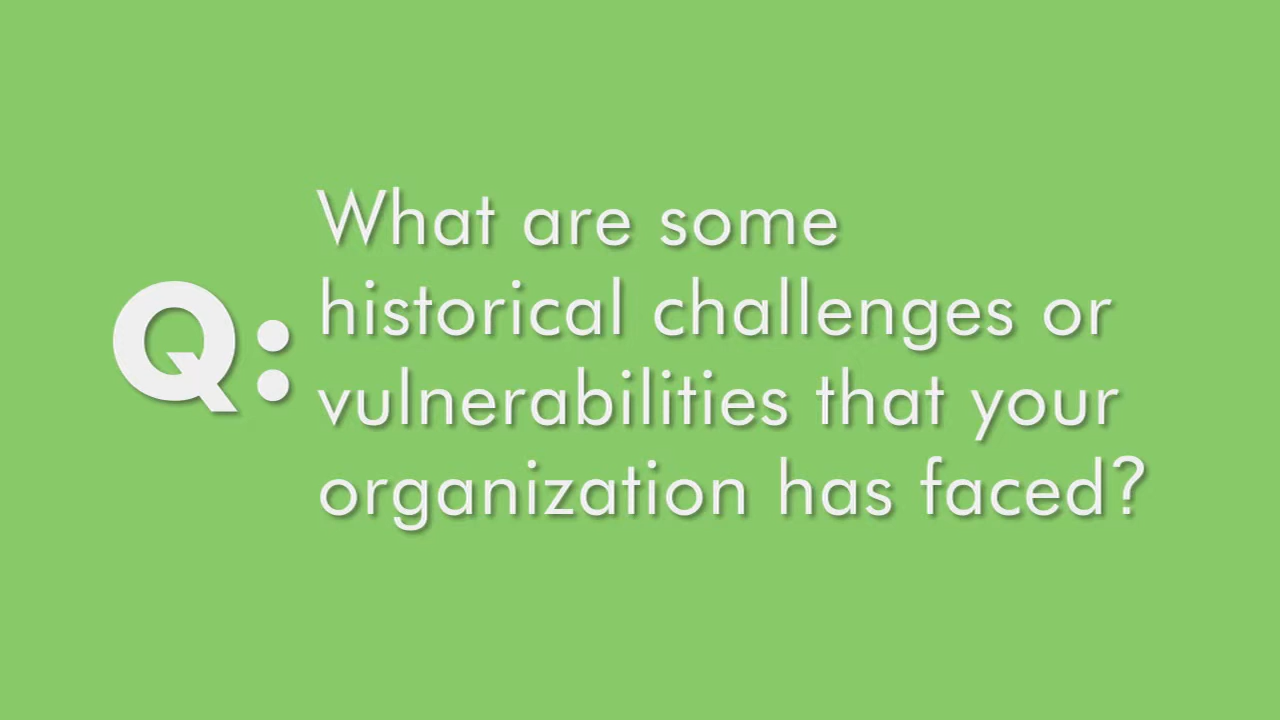 Q:
What are some
historical challenges or
vulnerabilities that your
organization has faced?